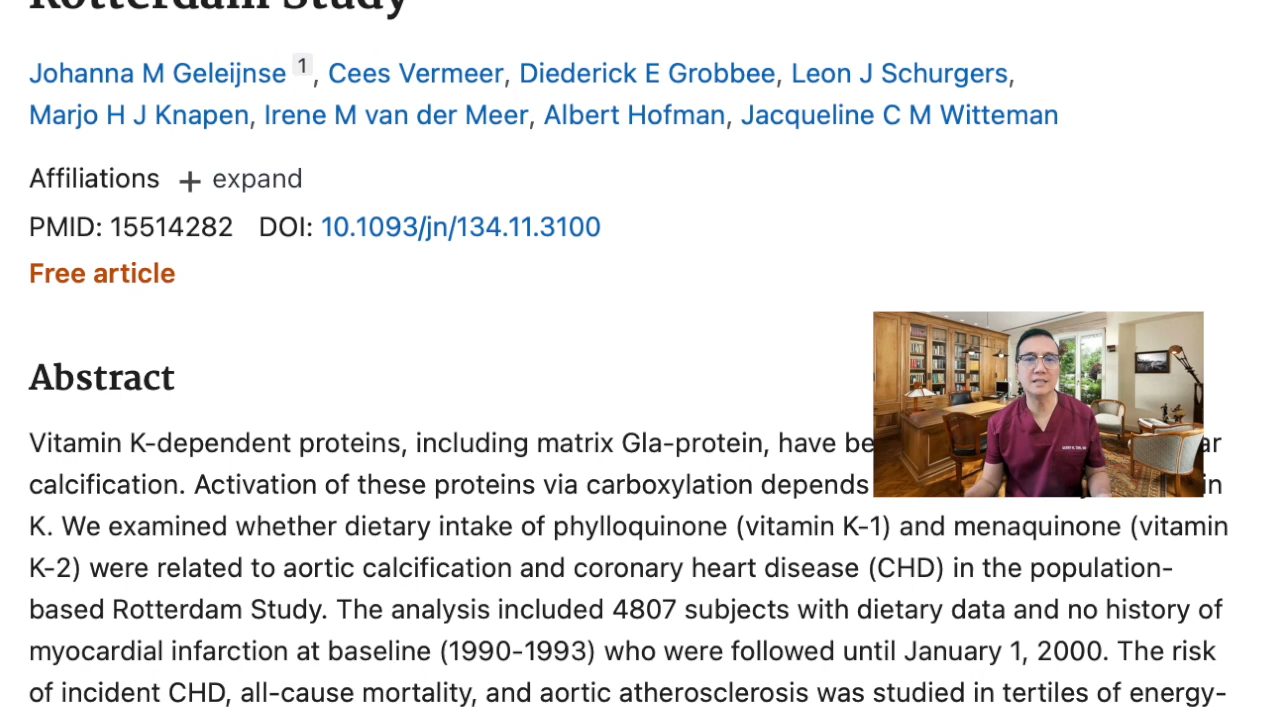 Rotterdam Study
Johanna M Geleijnse 1, Cees Vermeer, Diederick E Grobbee, Leon J Schurgers,
Marjo H J Knapen, Irene M van der Meer, Albert Hofman, Jacqueline C M Witteman
Affiliations + expand
PMID: 15514282 DOI: 10.1093/jn/134.11.3100
Free article
Abstract
Vitamin K-dependent proteins, including matrix Gla-protein, have be ar
calcification. Activation of these proteins via carboxylation depends in
K. We examined whether dietary intake of phylloquinone (vitamin K-1) and menaquinone (vitamin
K-2) were related to aortic calcification and coronary heart disease (CHD) in the population-
based Rotterdam Study. The analysis included 4807 subjects with dietary data and no history of
myocardial infarction at baseline (1990-1993) who were followed until January 1, 2000. The risk
of incident CHD, all-cause mortality, and aortic atherosclerosis was studied in tertiles of energy-